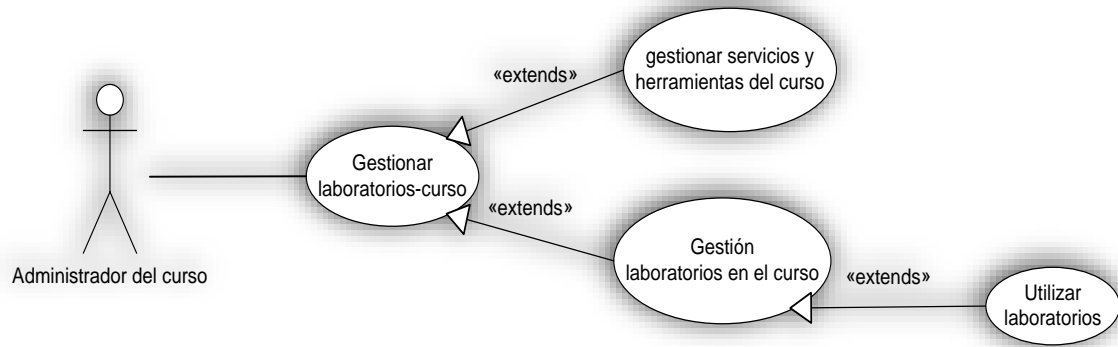 gestionar servicios y
herramientas del curso
«extends»
Gestionar
laboratorios-curso
«extends»
Administrador del curso
Gestión
laboratorios en el curso
«extends»
Utilizar
laboratorios